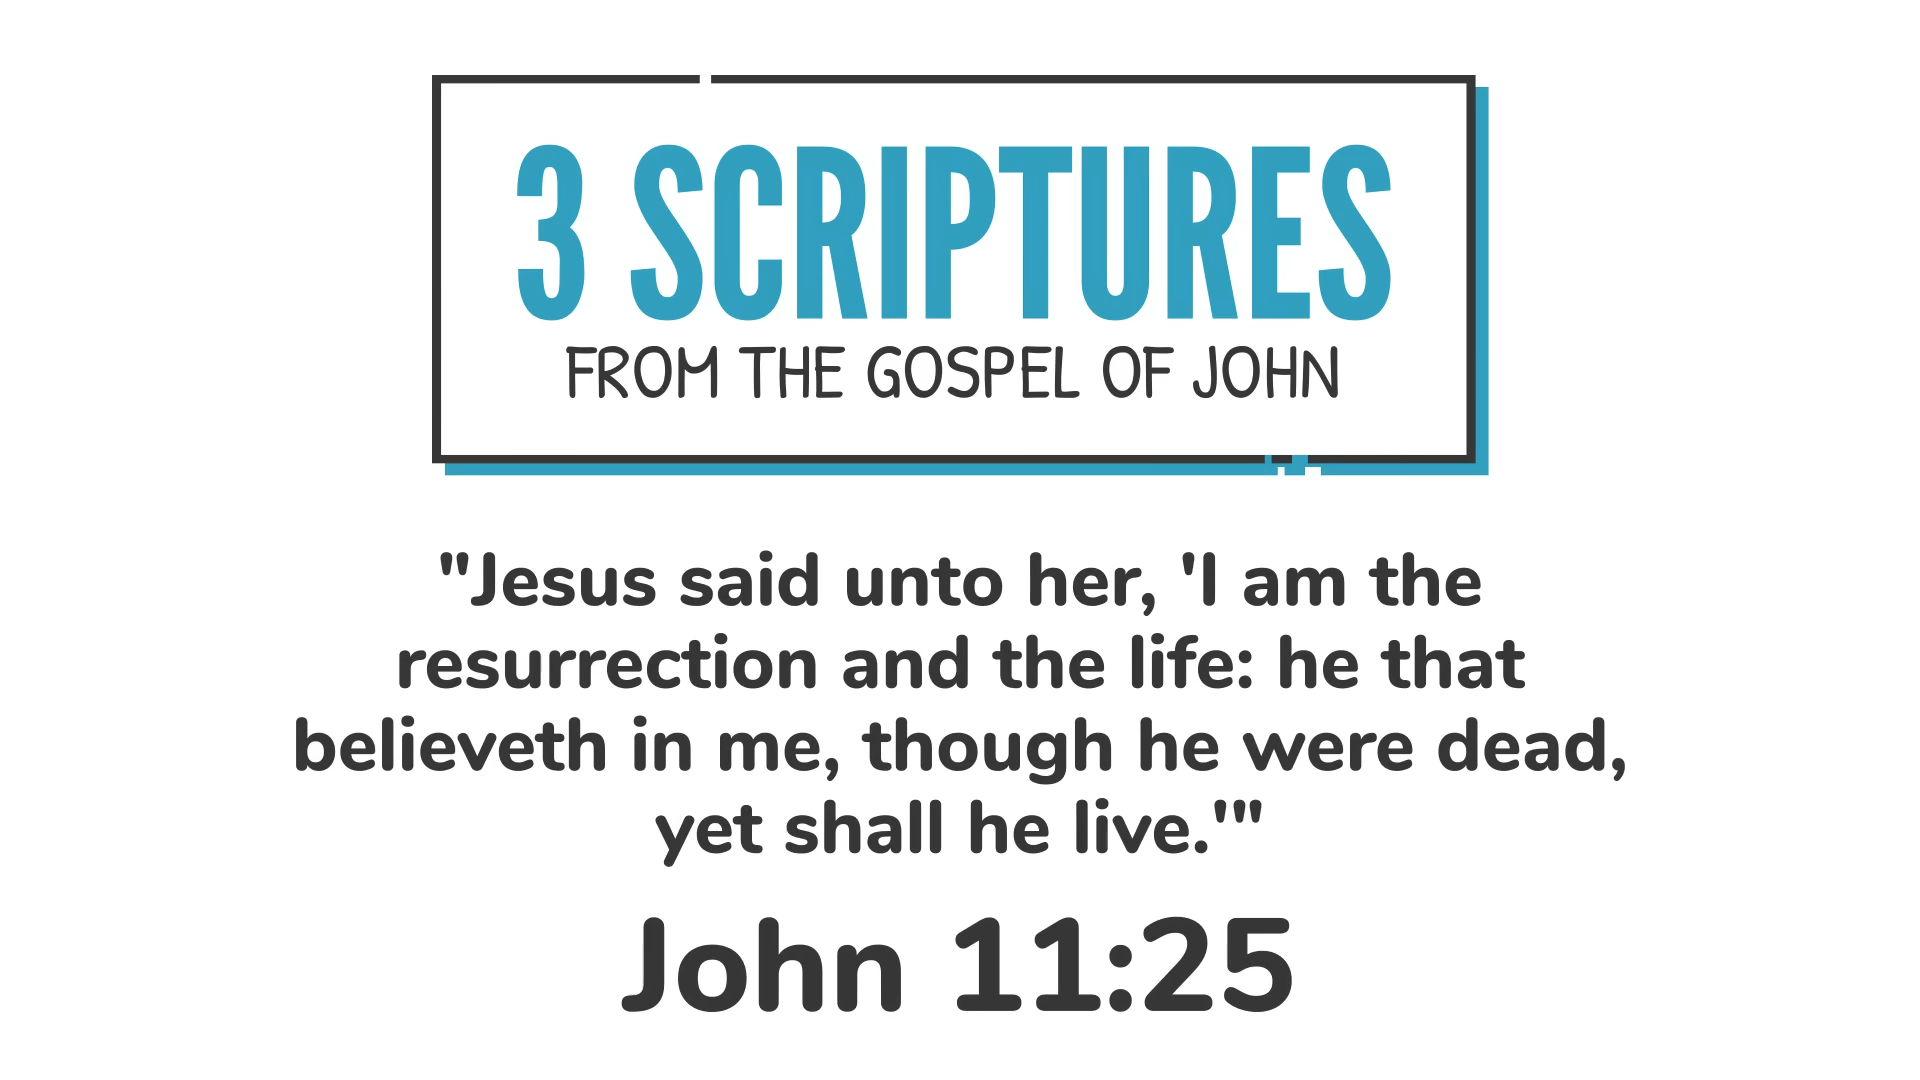 3 SCRIPTURES
FROM THE GOSPEL OF JOHN
"Jesus said unto her, 'I am the
resurrection and the life: he that
believeth in me, though he were dead,
yet shall he live.'"
John 11:25